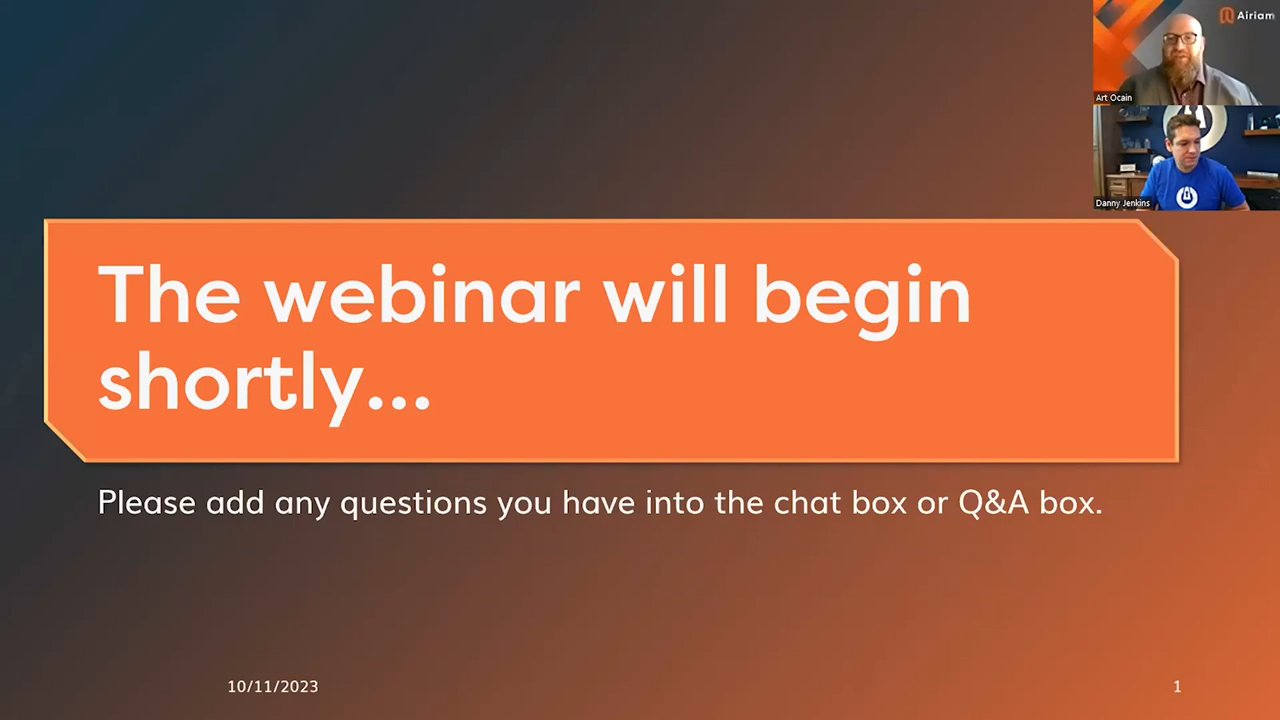 Airiam
Art Ocain
Danny Jenkins
The webinar will begin
shortly...
Please add any questions you have into the chat box or Q&A box.
10/11/2023
1